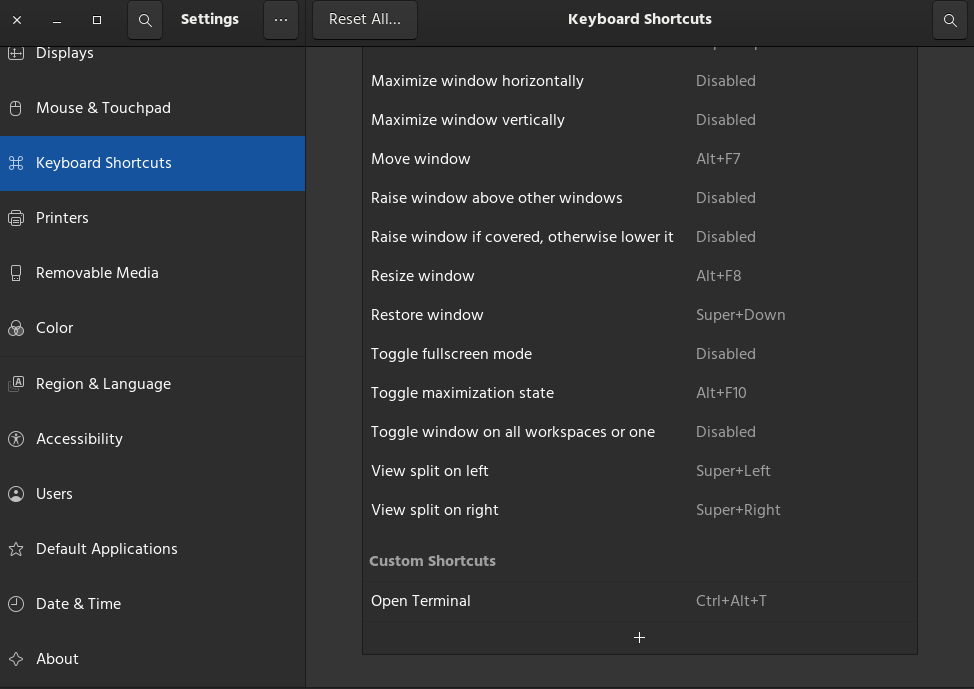 Settings
Reset All...
Keyboard Shortcuts
Displays
Mouse & Touchpad
Keyboard Shortcuts
Printers
Removable Media
Color
Region & Language
Accessibility
Users
Default Applications
Date & Time
About
Maximize window horizontally Disabled
Maximize window vertically Disabled
Move window Alt+F7
Raise window above other windows Disabled
Raise window if covered, otherwise lower it Disabled
Resize window Alt+F8
Restore window Super+Down
Toggle fullscreen mode Disabled
Toggle maximization state Alt+F10
Toggle window on all workspaces or one Disabled
View split on left Super+Left
View split on right Super+Right
Custom Shortcuts
Open Terminal Ctrl+Alt+T
+